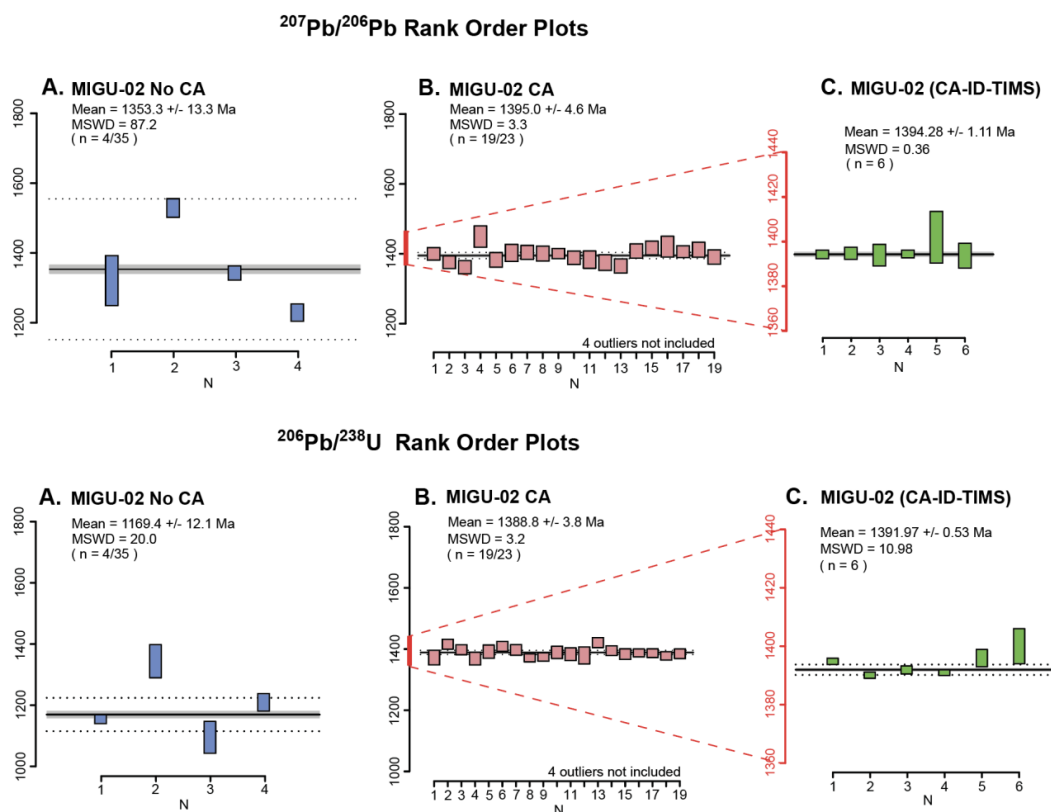 ²⁰⁷Pb/²⁰⁶Pb Rank Order Plots
A. MIGU-02 No CA
Mean = 1353.3 +/- 13.3 Ma
MSWD = 87.2
( n = 4/35 )
1800
1600
1400
1200
1 2 3 4
N
B. MIGU-02 CA
Mean = 1395.0 +/- 4.6 Ma
MSWD = 3.3
(n = 19/23)
1800
1600
1400
1200
4 outliers not included
1 2 3 4 5 6 7 8 9 11 13 15 17 19
N
C. MIGU-02 (CA-ID-TIMS)
Mean = 1394.28 +/- 1.11 Ma
MSWD = 0.36
(n = 6)
1440
1420
1400
1380
1360
1 2 3 4 5 6
N
²⁰⁶Pb/²³⁸U Rank Order Plots
A. MIGU-02 No CA
Mean = 1169.4 +/- 12.1 Ma
MSWD = 20.0
( n = 4/35 )
1800
1600
1400
1200
1000
1 2 3 4
N
B. MIGU-02 CA
Mean = 1388.8 +/- 3.8 Ma
MSWD = 3.2
(n = 19/23)
1800
1600
1400
1200
1000
4 outliers not included
1 2 3 4 5 6 7 8 9 11 13 15 17 19
N
C. MIGU-02 (CA-ID-TIMS)
Mean = 1391.97 +/- 0.53 Ma
MSWD = 10.98
(n = 6)
1440
1420
1400
1380
1360
1 2 3 4 5 6
N